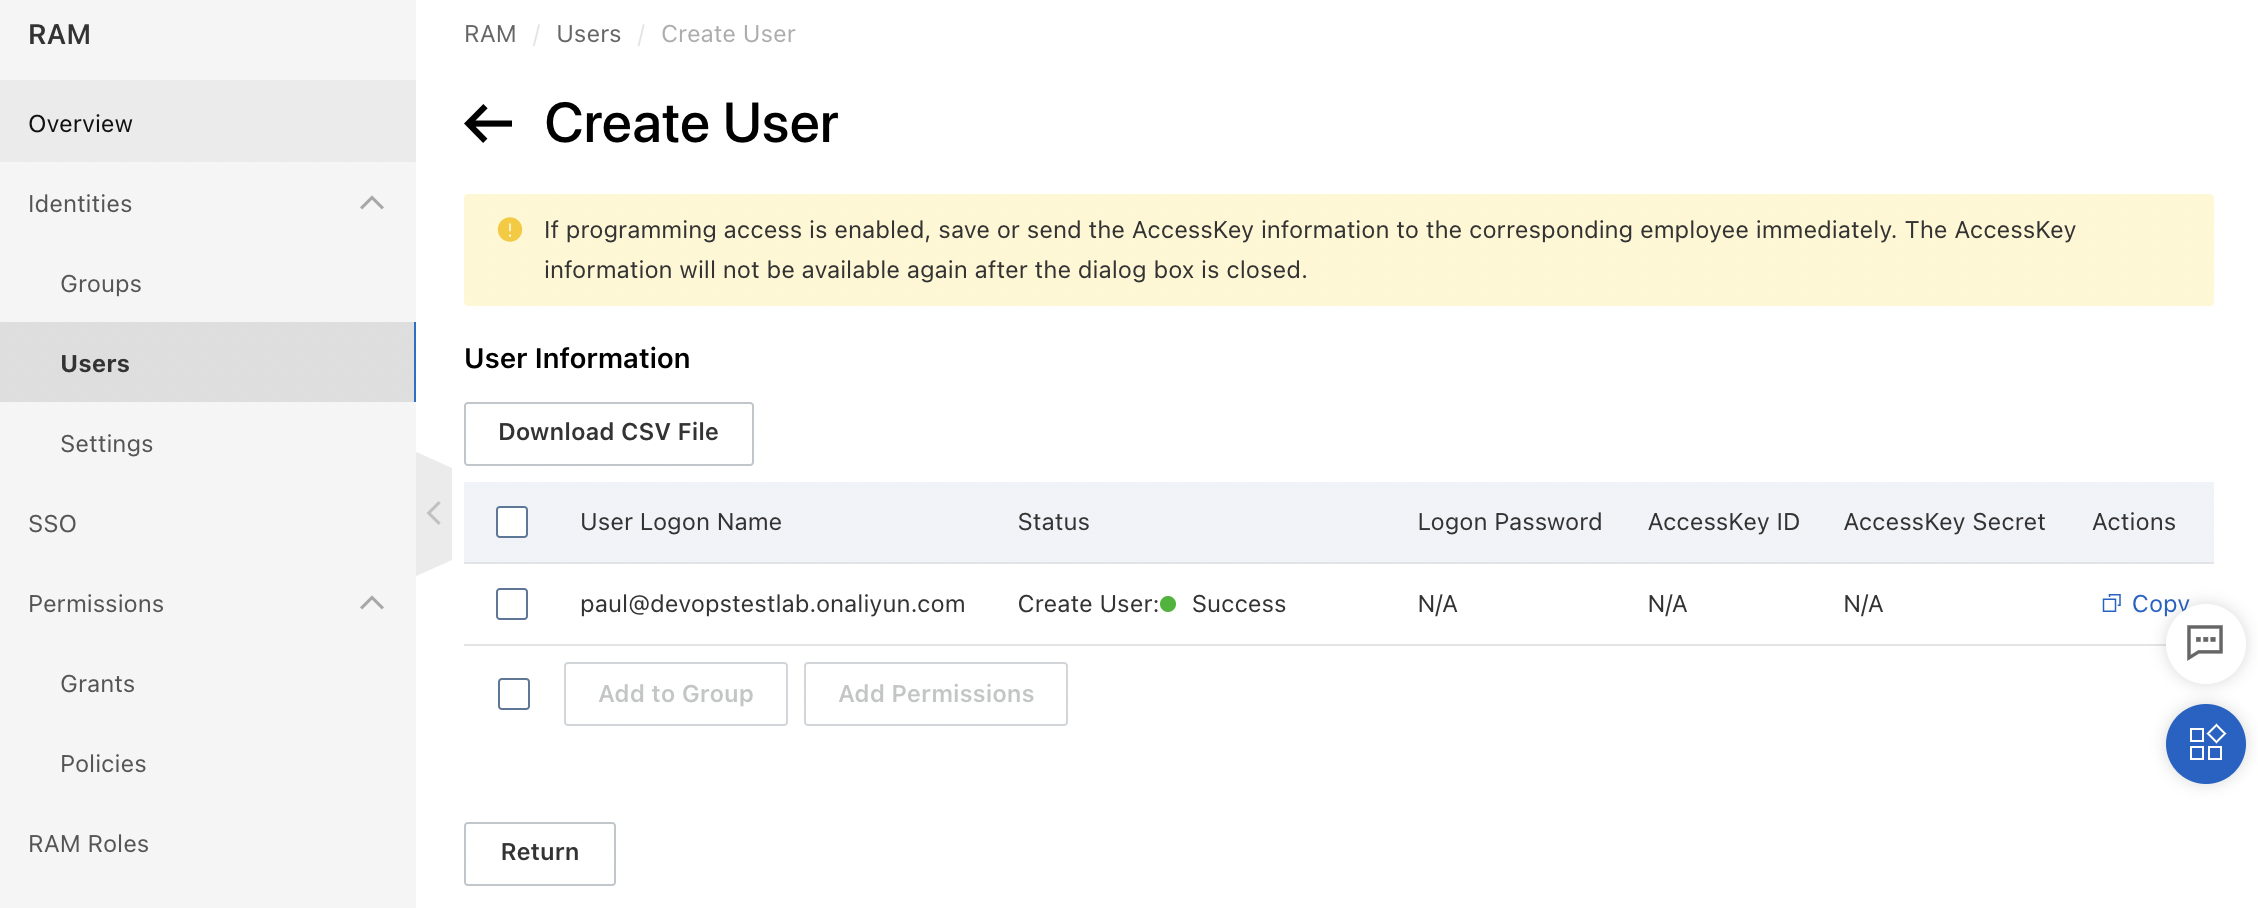 RAM
Overview
Identities
Groups
Users
Settings
SSO
Permissions
Grants
Policies
RAM Roles
RAM / Users / Create User
Create User
If programming access is enabled, save or send the AccessKey information to the corresponding employee immediately. The AccessKey
information will not be available again after the dialog box is closed.
User Information
Download CSV File
User Logon Name Status Logon Password AccessKey ID AccessKey Secret Actions
paul@devopstestlab.onaliyun.com Create User: Success N/A N/A N/A Copy
Add to Group Add Permissions
Return